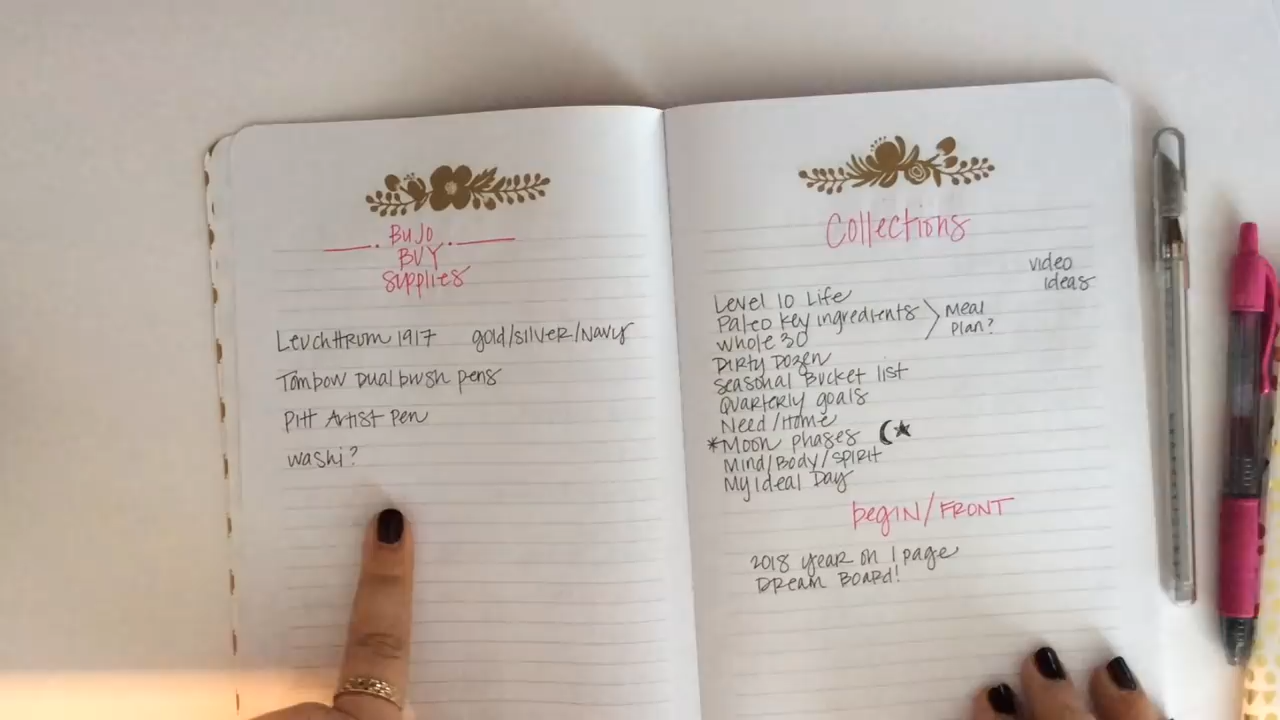 BUJO
BUY
Supplies
Leuchttrum 1917 gold/silver/Navy
Tombow Dual brush pens
Pitt Artist Pen
washi?
Collections
video
ideas
Level 10 Life
Paleo key ingredients
Meal
Plan?
Whole 30
Dirty Dozen
Seasonal Bucket list
Quarterly goals
Need/Home
*Moon phases
Mind/Body/Spirit
My Ideal Day
begin/FRONT
2018 year on 1 page
Dream Board!